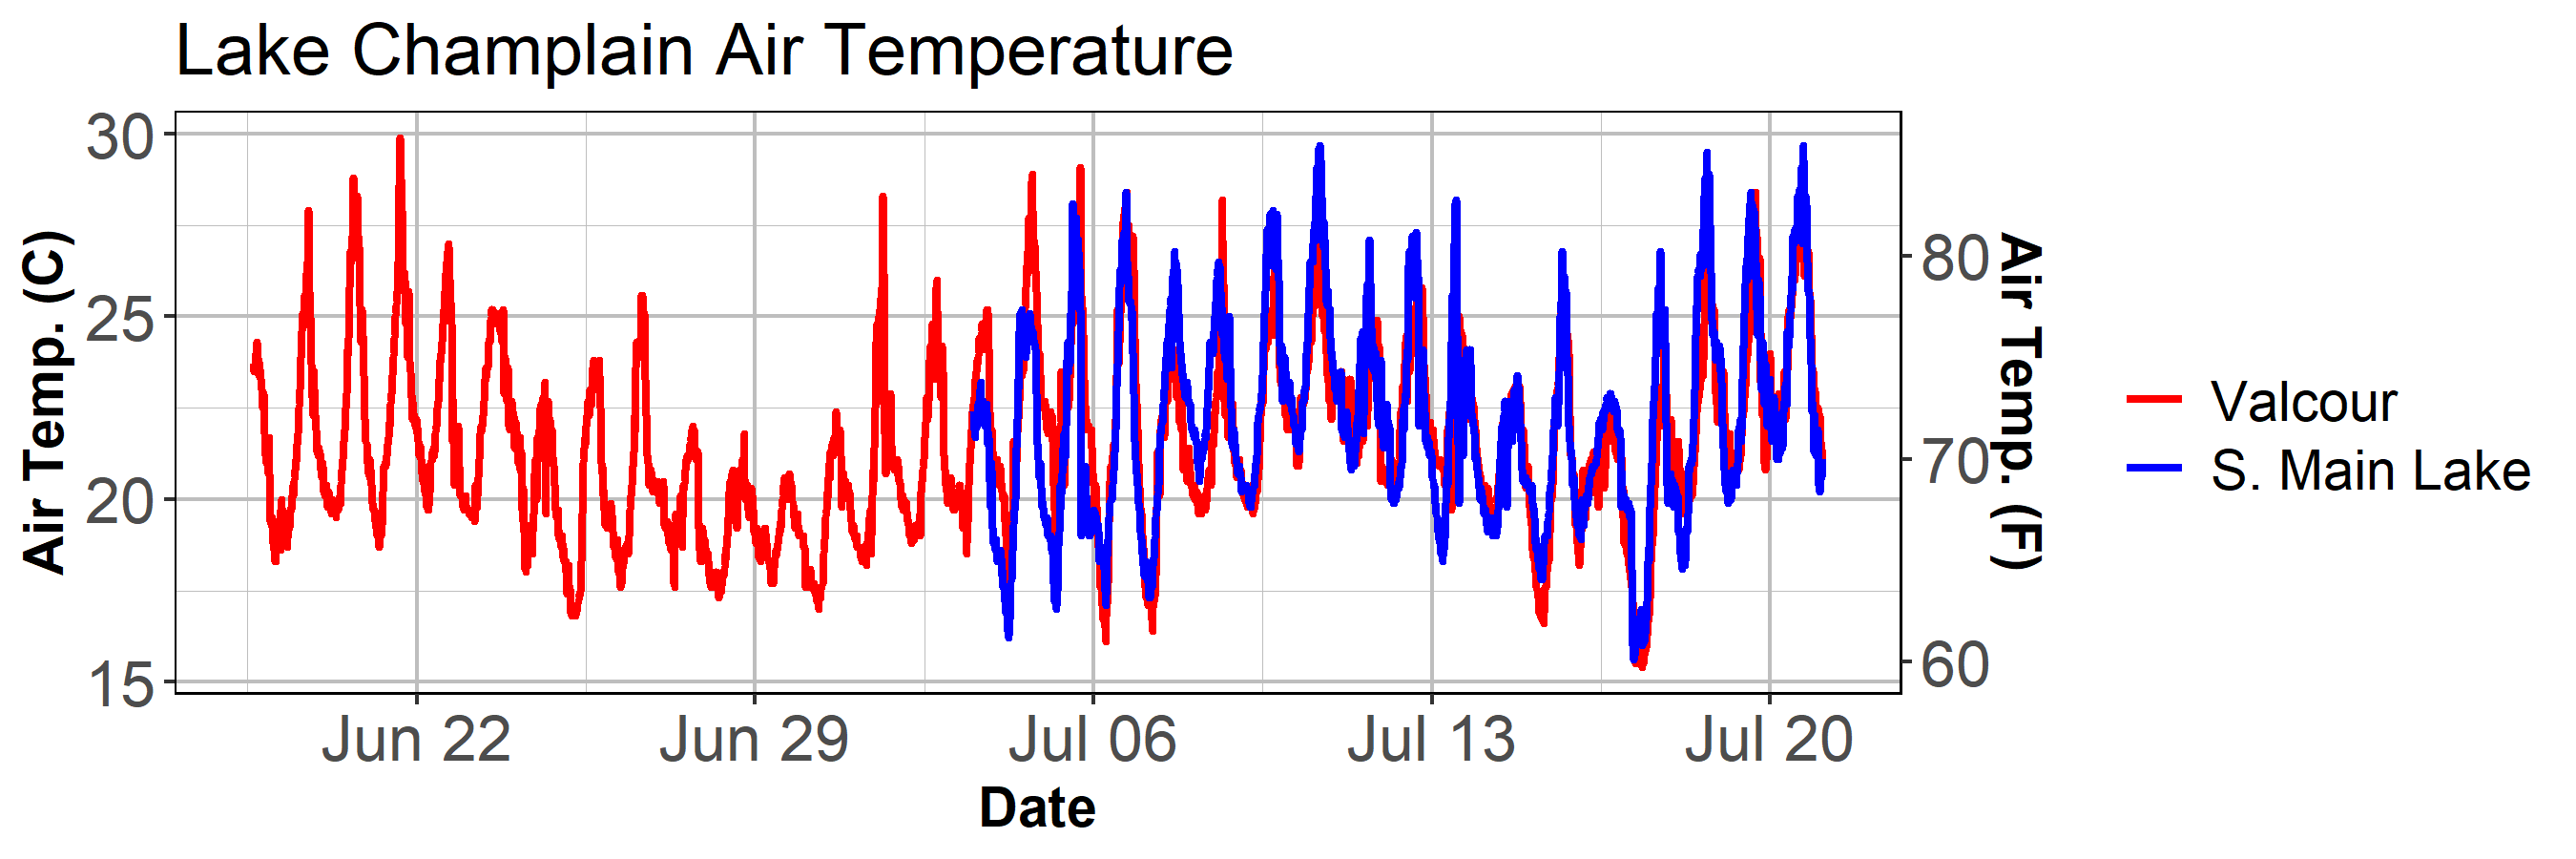 Lake Champlain Air Temperature
Air Temp. (C)
30
25
20
15
80
70
60
Air Temp. (F)
Jun 22
Jun 29
Jul 06
Jul 13
Jul 20
Date
Valcour
S. Main Lake